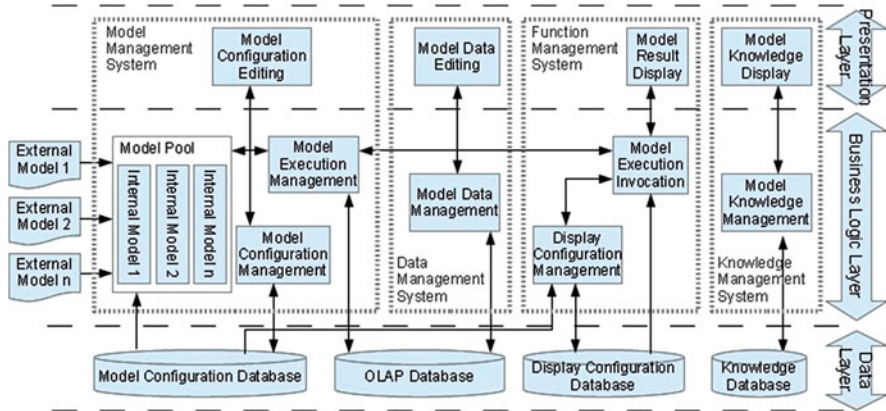 Model
Management
System
Model
Configuration
Editing
Model Data
Editing
Function
Management
System
Model
Result
Display
Model
Knowledge
Display
Presentation
Layer
External
Model 1
External
Model 2
External
Model n
Model Pool
Internal Model 1
Internal Model 2
Internal Model n
Model
Execution
Management
Model
Configuration
Management
Model Data
Management
Data
Management
System
Model
Execution
Invocation
Display
Configuration
Management
Model
Knowledge
Management
Knowledge
Management
System
Business Logic Layer
Model Configuration Database
OLAP Database
Display Configuration
Database
Knowledge
Database
Data
Layer